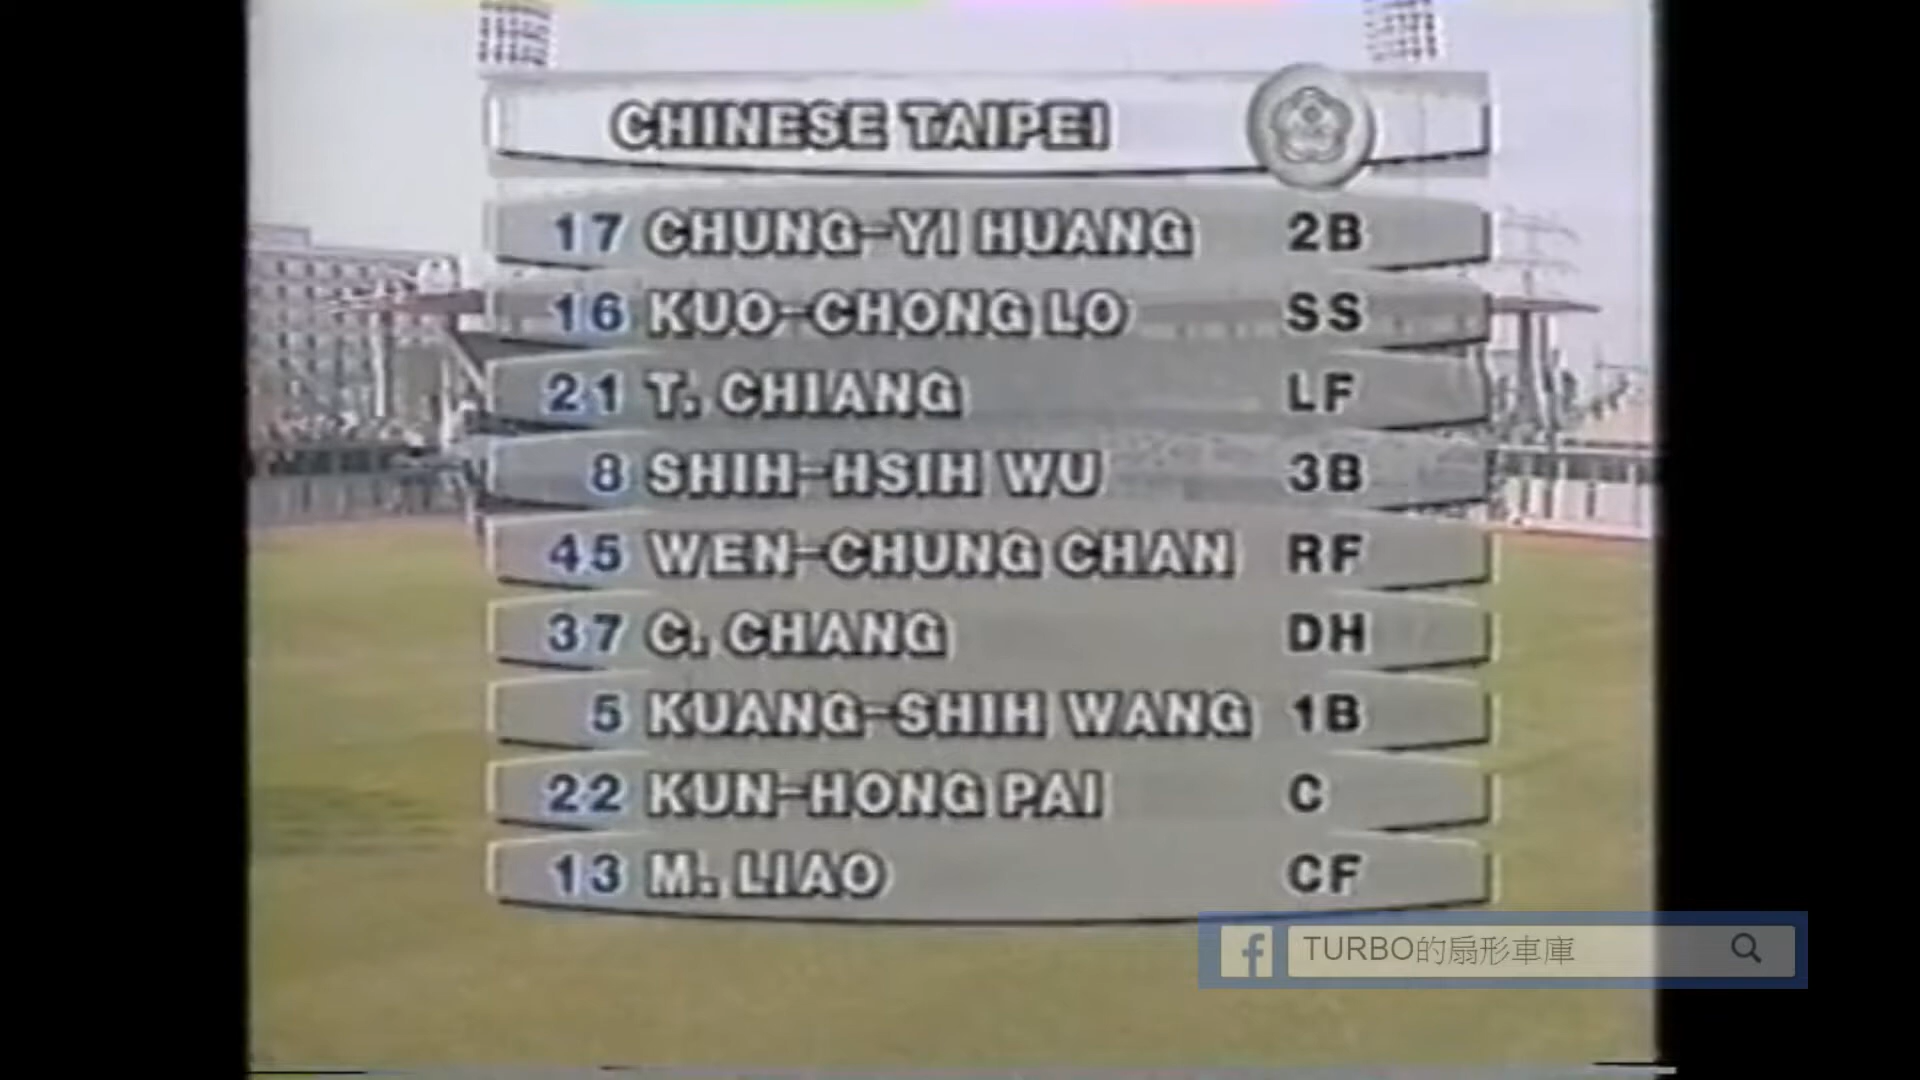 CHINESE TAIPEI
17 CHUNG-YI HUANG 2B
16 KUO-CHONG LO SS
21 T. CHIANG LF
8 SHIH-HSIH WU 3B
45 WEN-CHUNG CHAN RF
37 C. CHANG DH
5 KUANG-SHIH WANG 1B
22 KUN-HONG PAI C
13 M. LIAO CF
f TURBO的扇形車庫